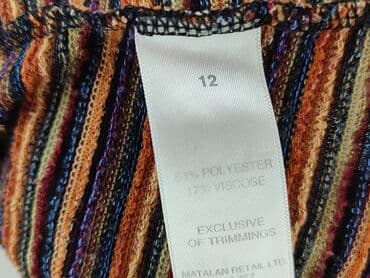 12
POLYESTER
17% VISCOSE
EXCLUSIVE
OF TRIMMINGS
MATALAN RETAIL LTD.